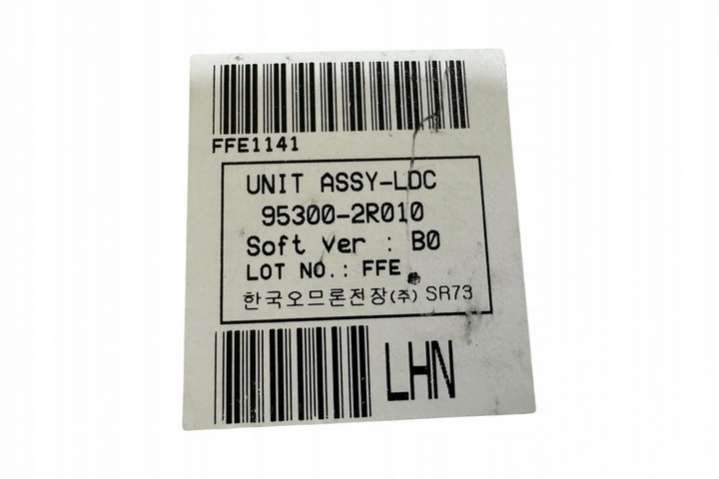 FFE1141
UNIT ASSY-LDC
95300-2R010
Soft ver : B0
LOT NO.: FFE
한국오므론전장(주) SR73
LHN